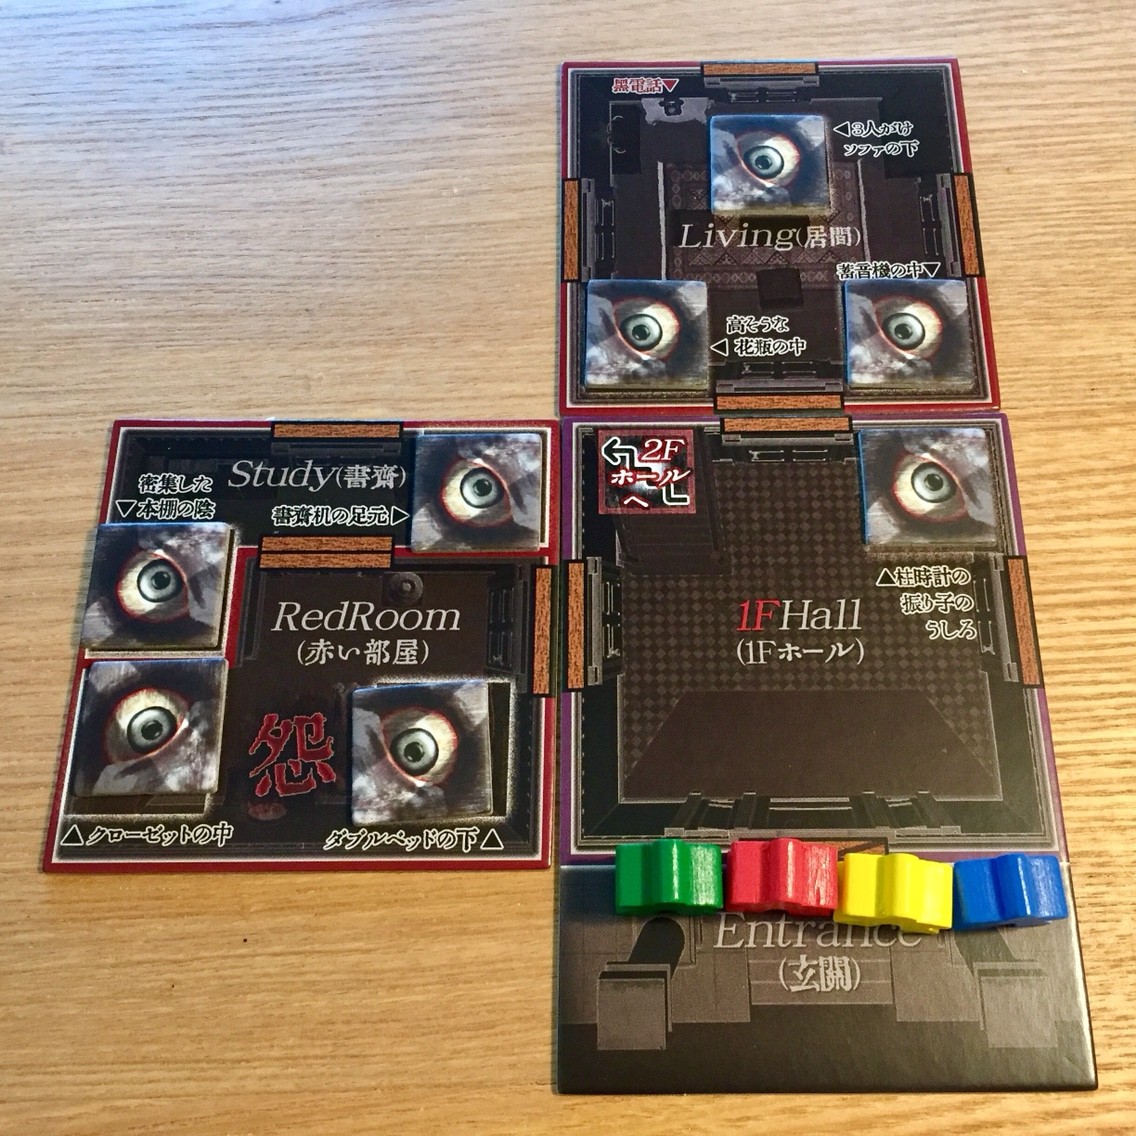 黒電話▼
◀3人がけ
ソファの下
Living(居間)
蓄音機の中▼
高そうな
◀ 花瓶の中
Study(書齋)
密集した
▼本棚の陰
書齋机の足元▶
2F
ホール
へ
▲柱時計の
振り子の
うしろ
RedRoom
(赤い部屋)
1FHall
(1Fホール)
怨
▲クローゼットの中
ダブルベッドの下▲
Entrance
(玄關)